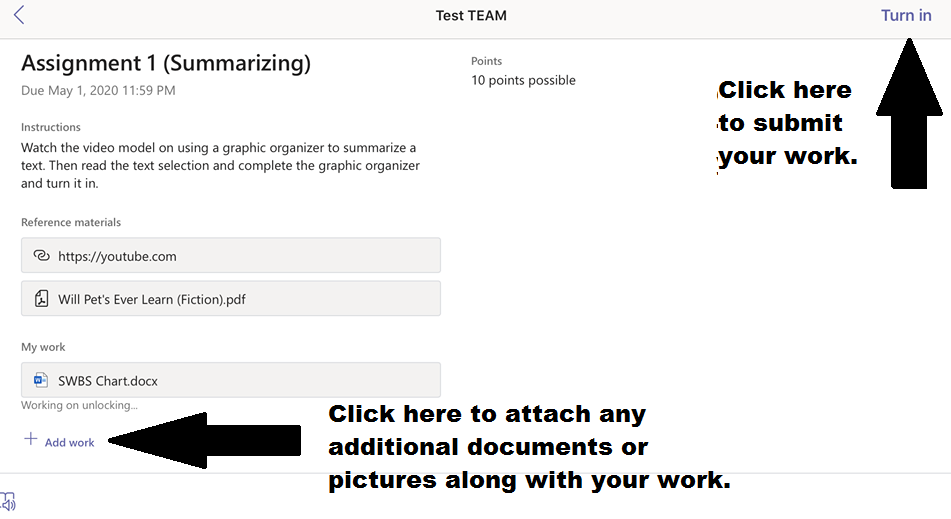 Test TEAM
Turn in
Assignment 1 (Summarizing)
Due May 1, 2020 11:59 PM
Points
10 points possible
Click here
to submit
your work.
Instructions
Watch the video model on using a graphic organizer to summarize a
text. Then read the text selection and complete the graphic organizer
and turn it in.
Reference materials
https://youtube.com
Will Pet's Ever Learn (Fiction).pdf
My work
SWBS Chart.docx
Working on unlocking...
+ Add work
Click here to attach any
additional documents or
pictures along with your work.